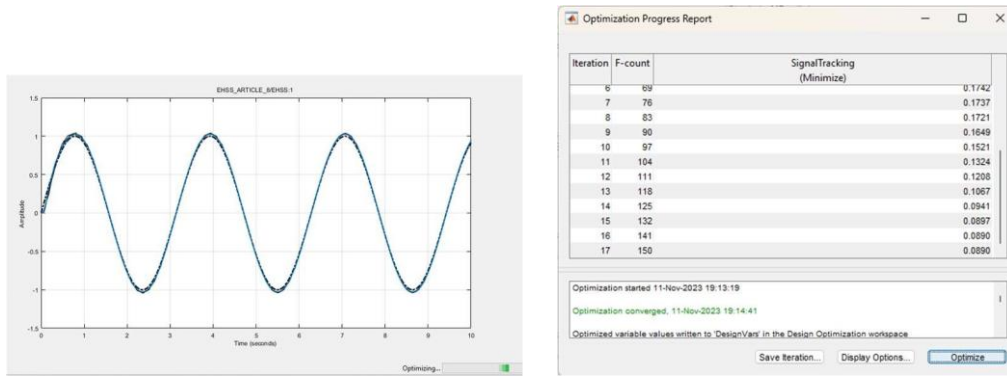 EHSS_ARTICLE_8/EHSS:1
1.5
1
0.5
0
-0.5
-1
-1.5
Amplitude
0 1 2 3 4 5 6 7 8 9 10
Time (seconds)
Optimizing...
Optimization Progress Report
Iteration F-count SignalTracking
(Minimize)
6 69 0.1742
7 76 0.1737
8 83 0.1721
9 90 0.1649
10 97 0.1521
11 104 0.1324
12 111 0.1208
13 118 0.1067
14 125 0.0941
15 132 0.0897
16 141 0.0890
17 150 0.0890
Optimization started 11-Nov-2023 19:13:19
Optimization converged, 11-Nov-2023 19:14:41
Optimized variable values written to 'DesignVars' in the Design Optimization workspace
Save Iteration... Display Options... Optimize